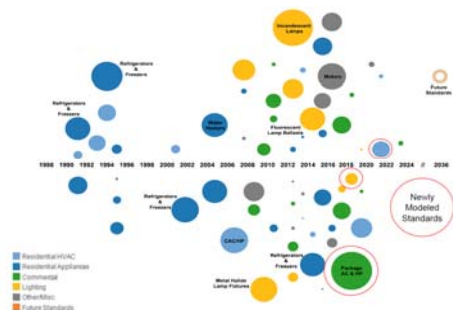 Incandescent
Lamps
Refrigerators
& Freezers
Motors
Future
Standards
Refrigerators
& Freezers
Water
Heaters
Fluorescent
Lamp Ballasts
1988 1990 1992 1994 1996 1998 2000 2002 2004 2006 2008 2010 2012 2014 2016 2018 2020 2022 2024 // 2036
Newly
Modeled
Standards
Refrigerators
& Freezers
CAC/HP
Refrigerators
& Freezers
Package
AC & HP
Metal Halide
Lamp Fixtures
Residential HVAC
Residential Appliances
Commercial
Lighting
Other/Misc
Future Standards